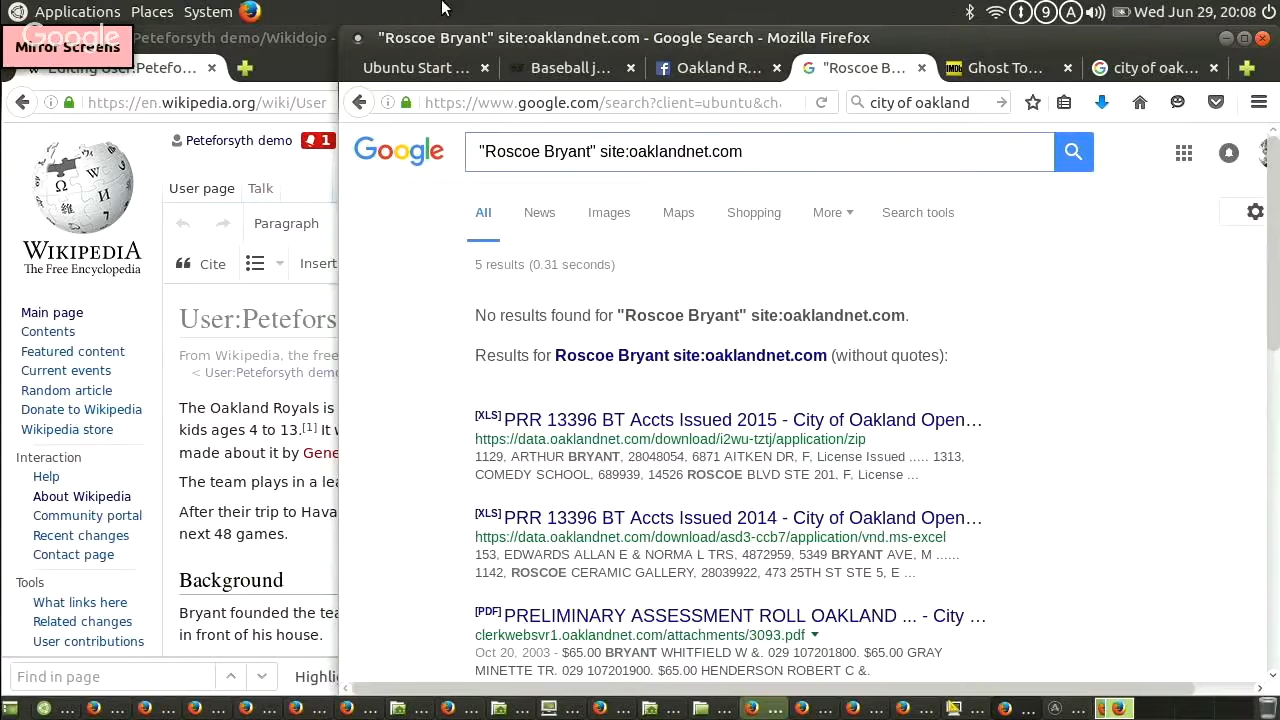 Applications Places System
Wed Jun 29, 20:08
Google
Mirror Screens
Peteforsyth demo/Wikidojo -
"Roscoe Bryant" site:oaklandnet.com - Google Search - Mozilla Firefox
Editing User:Petefo...
Ubuntu Start ...
Baseball j...
Oakland R...
"Roscoe B...
Ghost To...
city of oak...
https://en.wikipedia.org/wiki/User
https://www.google.com/search?client=ubuntu&cha
city of oakland
Peteforsyth demo
1
User page Talk
Paragraph
Cite
Insert
WIKIPEDIA
The Free Encyclopedia
Main page
Contents
Featured content
Current events
Random article
Donate to Wikipedia
Wikipedia store
Interaction
Help
About Wikipedia
Community portal
Recent changes
Contact page
Tools
What links here
Related changes
User contributions
User:Petefors
From Wikipedia, the free
< User:Peteforsyth demo
The Oakland Royals is
kids ages 4 to 13.[1] It w
made about it by Gene
The team plays in a lea
After their trip to Hava
next 48 games.
Background
Bryant founded the tea
in front of his house.
Find in page
Highli
Google
"Roscoe Bryant" site:oaklandnet.com
All News Images Maps Shopping More Search tools
5 results (0.31 seconds)
No results found for "Roscoe Bryant" site:oaklandnet.com.
Results for Roscoe Bryant site:oaklandnet.com (without quotes):
[XLS] PRR 13396 BT Accts Issued 2015 - City of Oakland Open...
https://data.oaklandnet.com/download/i2wu-tztj/application/zip
1129, ARTHUR BRYANT, 28048054, 6871 AITKEN DR, F, License Issued ..... 1313,
COMEDY SCHOOL, 689939, 14526 ROSCOE BLVD STE 201, F, License ...
[XLS] PRR 13396 BT Accts Issued 2014 - City of Oakland Open...
https://data.oaklandnet.com/download/asd3-ccb7/application/vnd.ms-excel
153, EDWARDS ALLAN E & NORMA L TRS, 4872959, 5349 BRYANT AVE, M ......
1142, ROSCOE CERAMIC GALLERY, 28039922, 473 25TH ST STE 5, E ...
[PDF] PRELIMINARY ASSESSMENT ROLL OAKLAND ... - City ...
clerkwebsvr1.oaklandnet.com/attachments/3093.pdf
Oct 20, 2003 - $65.00 BRYANT WHITFIELD W &. 029 107201800. $65.00 GRAY
MINETTE TR. 029 107201900. $65.00 HENDERSON ROBERT C &.